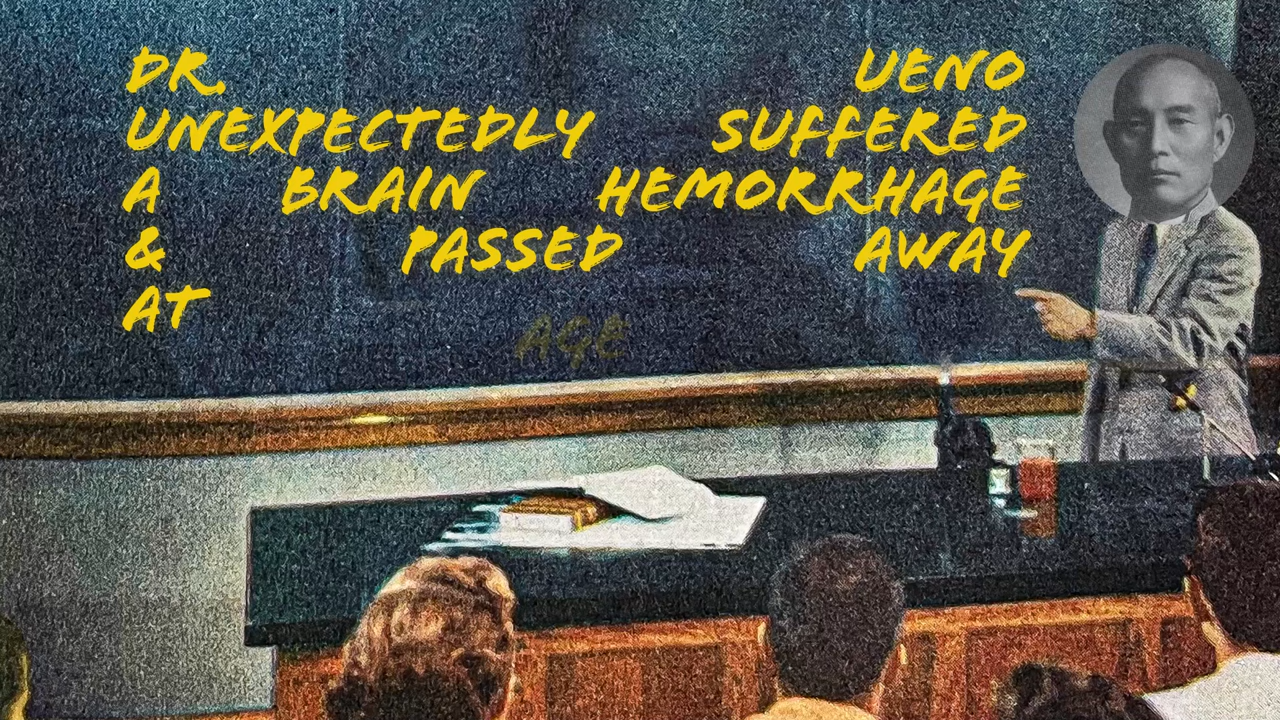 DR. UENO
UNEXPECTEDLY SUFFERED
A BRAIN HEMORRHAGE
& PASSED AWAY
AT
AGE